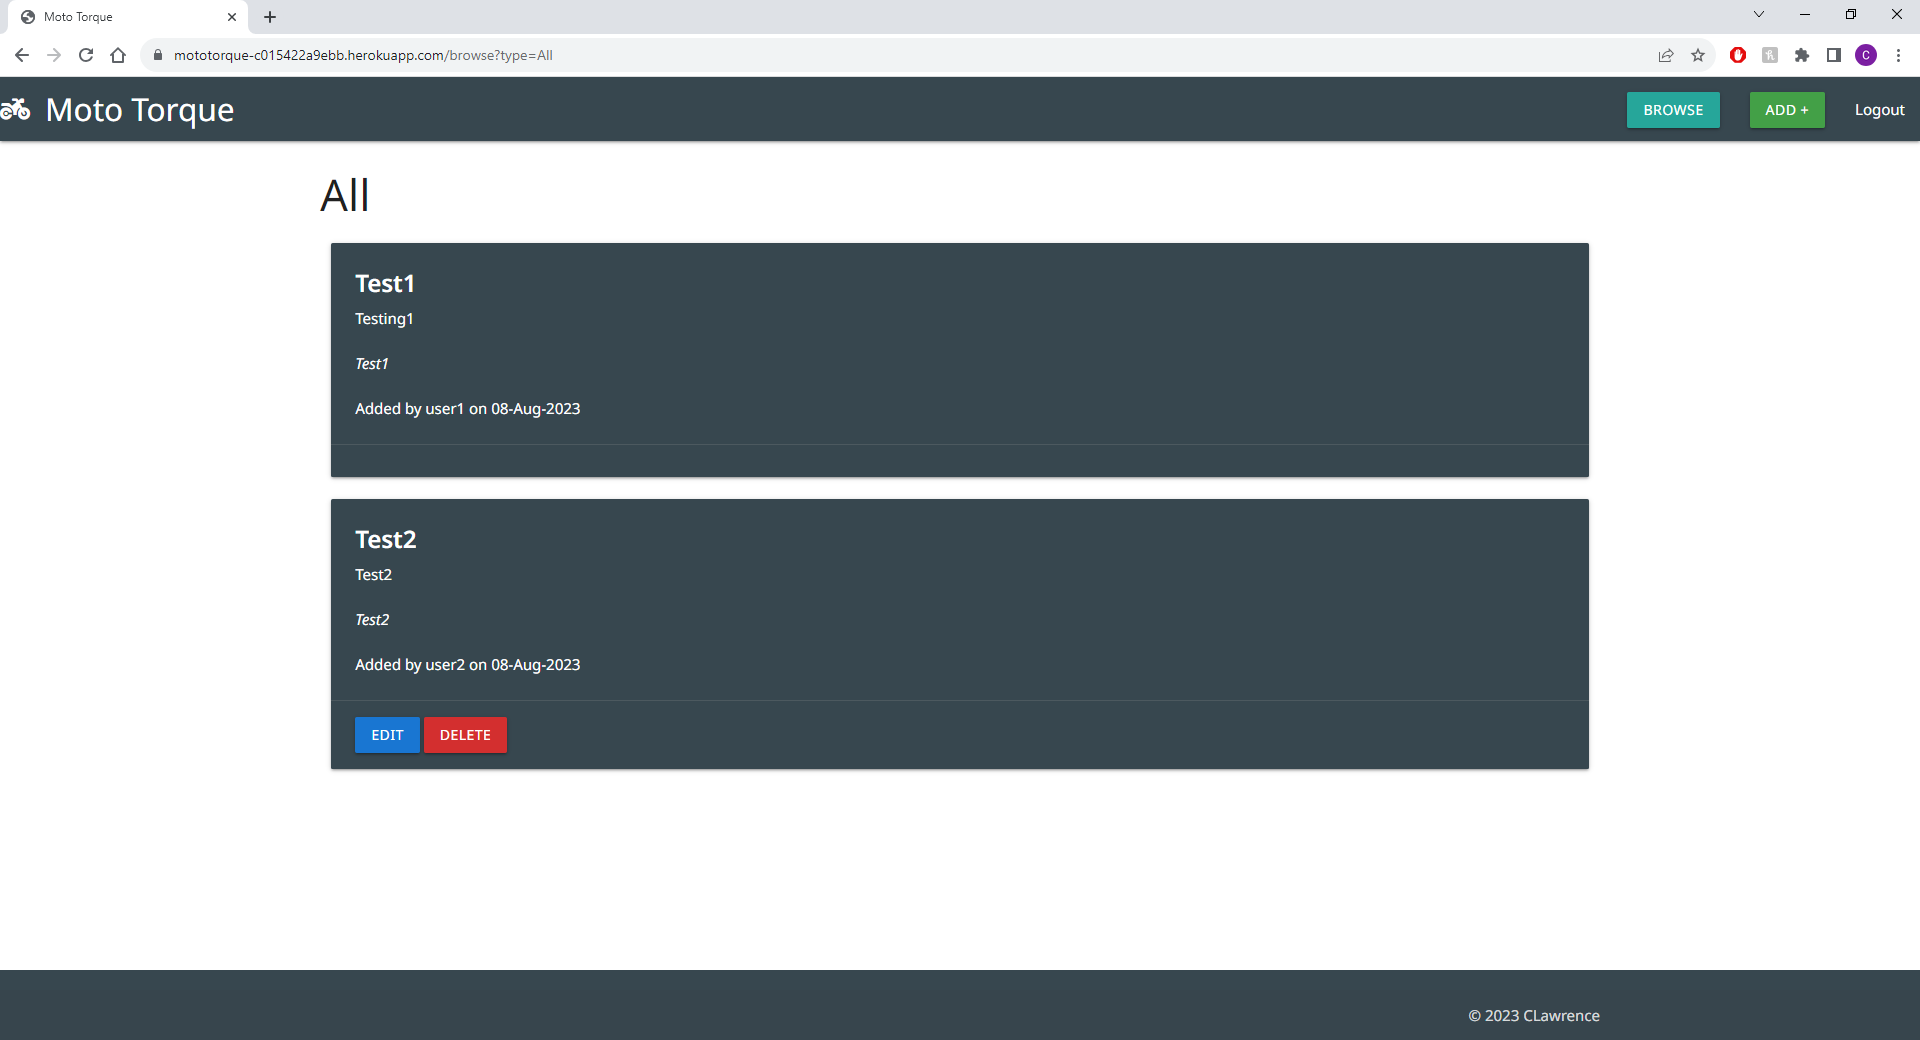 Moto Torque
mototorque-c015422a9ebb.herokuapp.com/browse?type=All
C
Moto Torque
BROWSE
ADD +
Logout
All
Test1
Testing1
Test1
Added by user1 on 08-Aug-2023
Test2
Test2
Test2
Added by user2 on 08-Aug-2023
EDIT
DELETE
© 2023 CLawrence